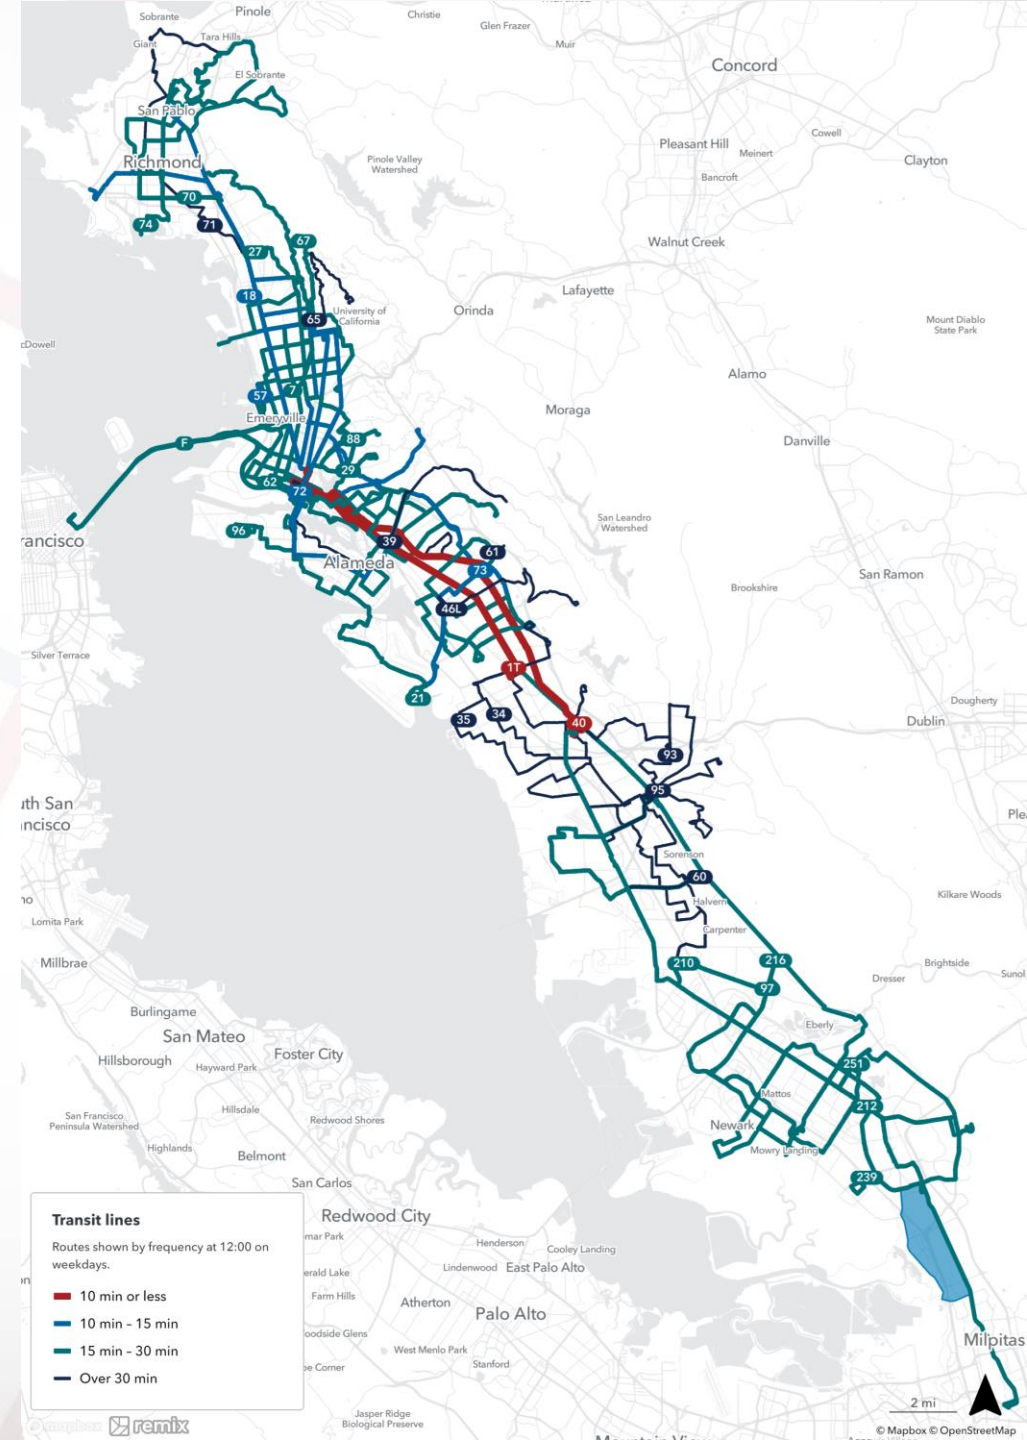 Sobrante
Pinole
Christie
Glen Frazer
Giant
Tara Hills
Muir
El Sobrante
Concord
San Pablo
Cowell
Richmond
Pinole Valley
Watershed
Pleasant Hill
Meinert
Clayton
Bancroft
70
74
71
67
27
Walnut Creek
18
Lafayette
Orinda
University of
California
65
Mount Diablo
State Park
cDowell
Alamo
57
7
Moraga
Emeryville
88
F
Danville
29
62
72
San Leandro
Watershed
96
rancisco
39
61
Alameda
73
San Ramon
Brookshire
46L
Silver Terrace
1T
21
Dougherty
35
34
40
Dublin
93
95
uth San
ncisco
Sorenson
60
Kilkare Woods
Halvern
Lomita Park
Carpenter
Millbrae
210
216
Brightside
Dresser
Sunol
97
Burlingame
Eberly
San Mateo
Foster City
Hillsborough
Hayward Park
251
Mattos
212
San Francisco
Peninsula Watershed
Hillsdale
Redwood Shores
Newark
Highlands
Mowry Landing
Belmont
San Carlos
239
Redwood City
Transit lines
Routes shown by frequency at 12:00 on
weekdays.
10 min or less
10 min – 15 min
15 min – 30 min
Over 30 min
Henderson
Cooley Landing
Lindenwood
East Palo Alto
erald Lake
Farm Hills
Atherton
Palo Alto
oodside Glens
West Menlo Park
Stanford
pe Corner
Milpitas
Jasper Ridge
Biological Preserve
2 mi
mapbox
remix
© Mapbox © OpenStreetMap